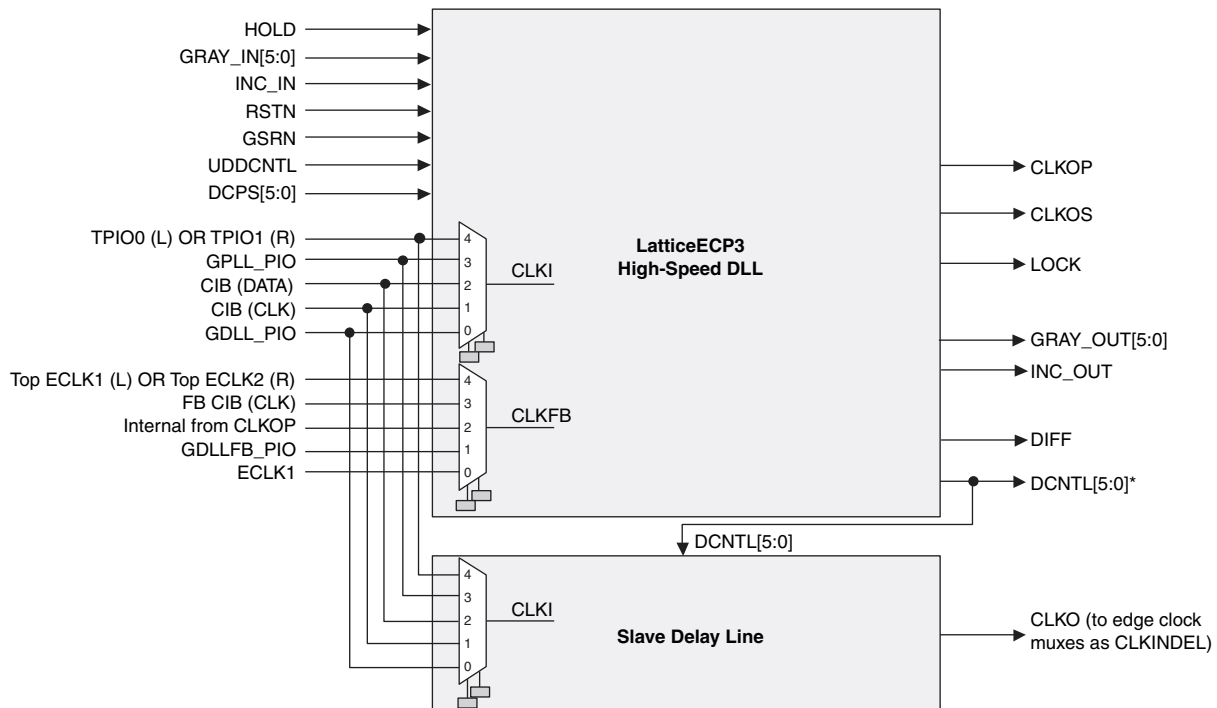 HOLD
GRAY_IN[5:0]
INC_IN
RSTN
GSRN
UDDCNTL
DCPS[5:0]
TPIO0 (L) OR TPIO1 (R)
GPLL_PIO
CIB (DATA)
CIB (CLK)
GDLL_PIO
4
3
2
1
0
CLKI
Top ECLK1 (L) OR Top ECLK2 (R)
FB CIB (CLK)
Internal from CLKOP
GDLLFB_PIO
ECLK1
4
3
2
1
0
CLKFB
LatticeECP3
High-Speed DLL
CLKOP
CLKOS
LOCK
GRAY_OUT[5:0]
INC_OUT
DIFF
DCNTL[5:0]*
DCNTL[5:0]
4
3
2
1
0
CLKI
Slave Delay Line
CLKO (to edge clock
muxes as CLKINDEL)